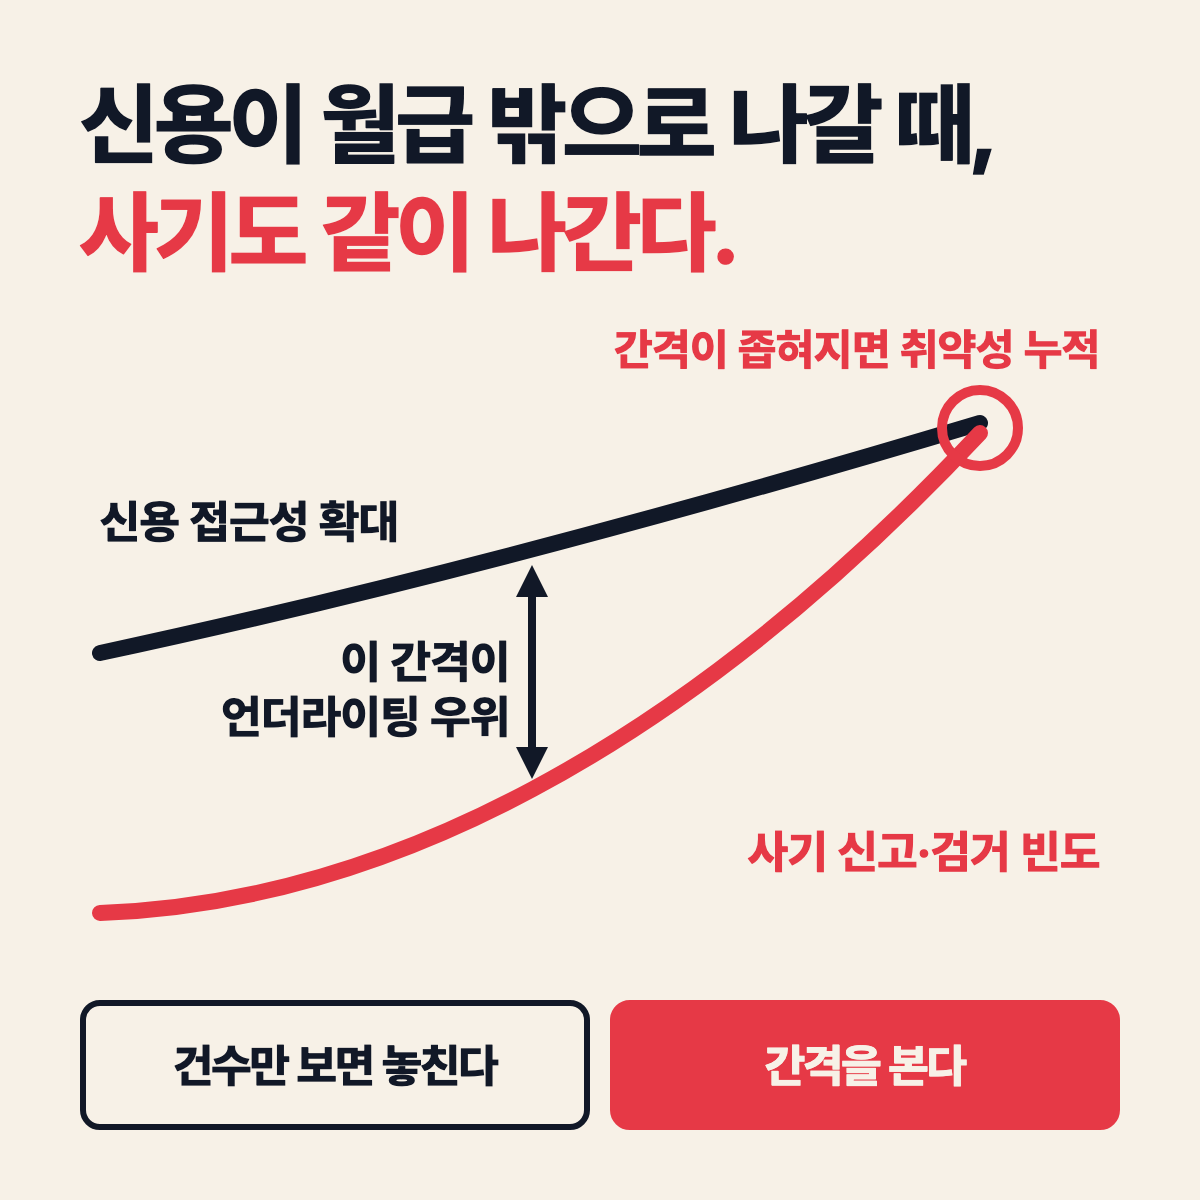 신용이 월급 밖으로 나갈 때,
사기도 같이 나간다.
간격이 좁혀지면 취약성 누적
신용 접근성 확대
이 간격이
언더라이팅 우위
사기 신고·검거 빈도
건수만 보면 놓친다
간격을 본다